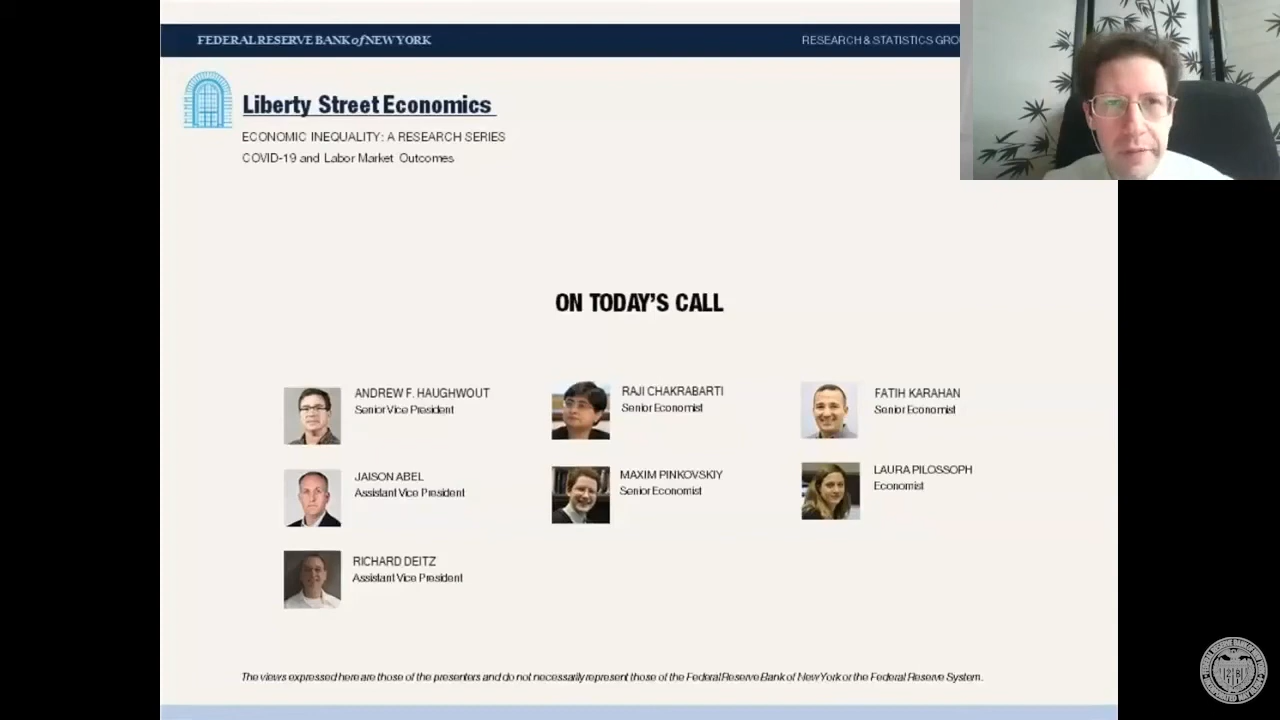 FEDERAL RESERVE BANK of NEW YORK
RESEARCH & STATISTICS GRO
Liberty Street Economics
ECONOMIC INEQUALITY: A RESEARCH SERIES
COVID-19 and Labor Market Outcomes
ON TODAY'S CALL
ANDREW F. HAUGHWOUT
Senior Vice President
RAJI CHAKRABARTI
Senior Economist
FATIH KARAHAN
Senior Economist
JAISON ABEL
Assistant Vice President
MAXIM PINKOVSKIY
Senior Economist
LAURA PILOSSOPH
Economist
RICHARD DEITZ
Assistant Vice President
The views expressed here are those of the presenters and do not necessarily represent those of the Federal Reserve Bank of New York or the Federal Reserve System.